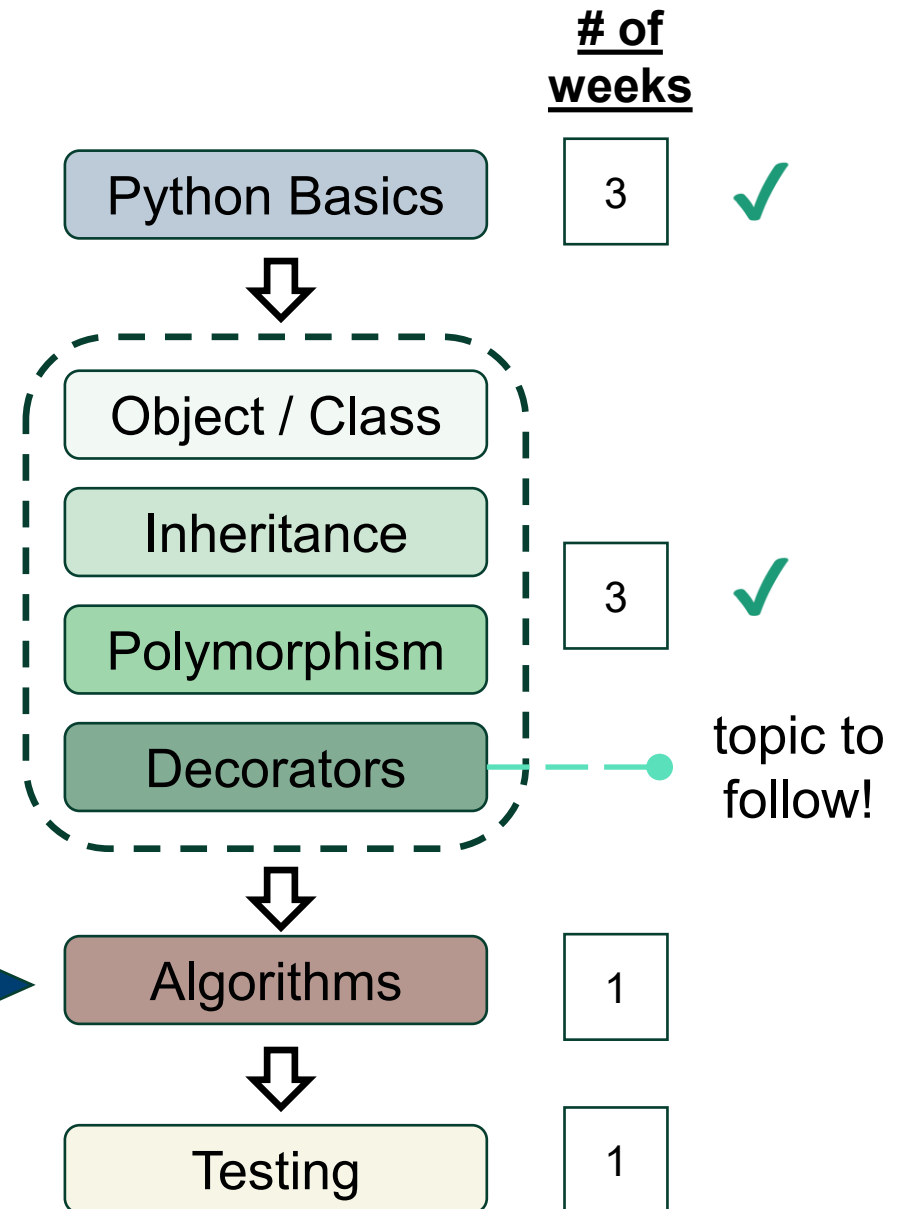 # of
weeks
Python Basics
3
Object / Class
Inheritance
3
Polymorphism
Decorators
topic to
follow!
Algorithms
1
Testing
1